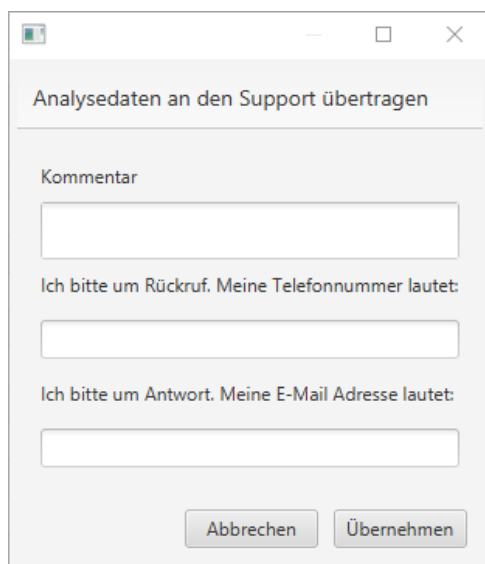 Analysedaten an den Support übertragen
Kommentar
Ich bitte um Rückruf. Meine Telefonnummer lautet:
Ich bitte um Antwort. Meine E-Mail Adresse lautet:
Abbrechen
Übernehmen